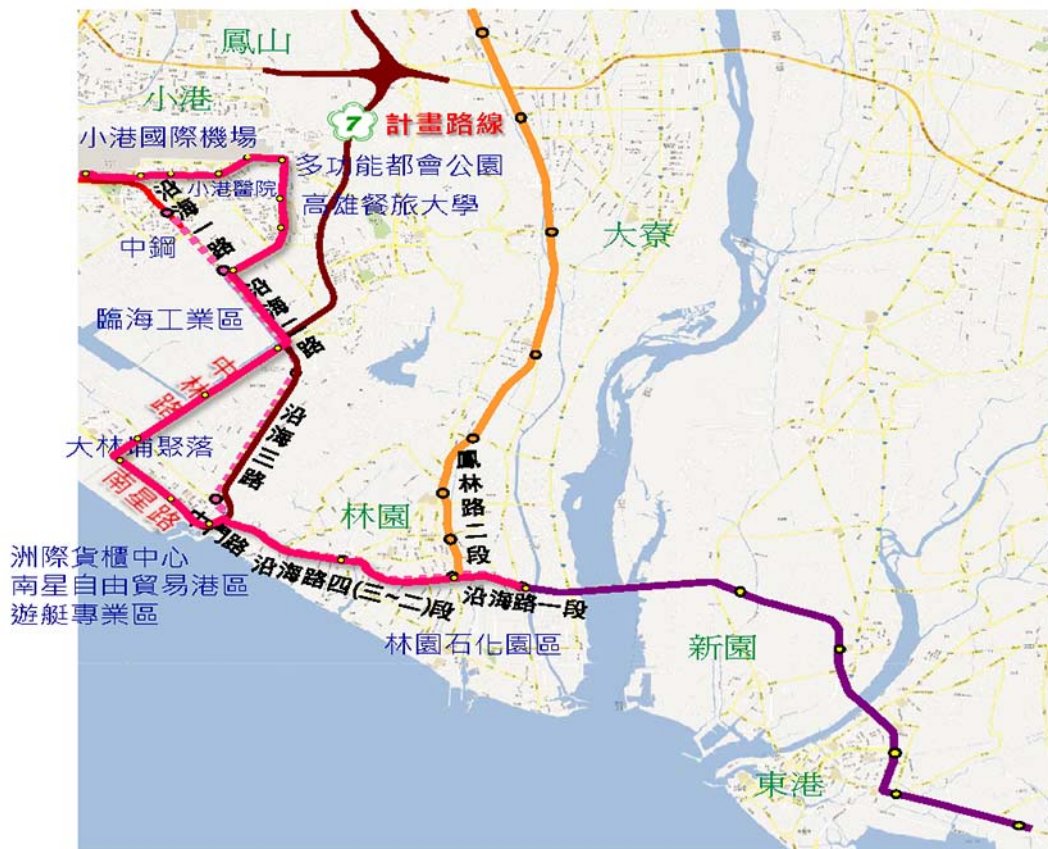 鳳山
小港
7 計畫路線
小港國際機場
多功能都會公園
小港醫院
高雄餐旅大學
沿海一路
大寮
中鋼
沿海二路
臨海工業區
中林路
沿海三路
大林埔聚落
鳳林路二段
南星路
林園
中門路
洲際貨櫃中心
南星自由貿易港區
遊艇專業區
沿海路四(三~二)段
沿海路一段
林園石化園區
新園
東港